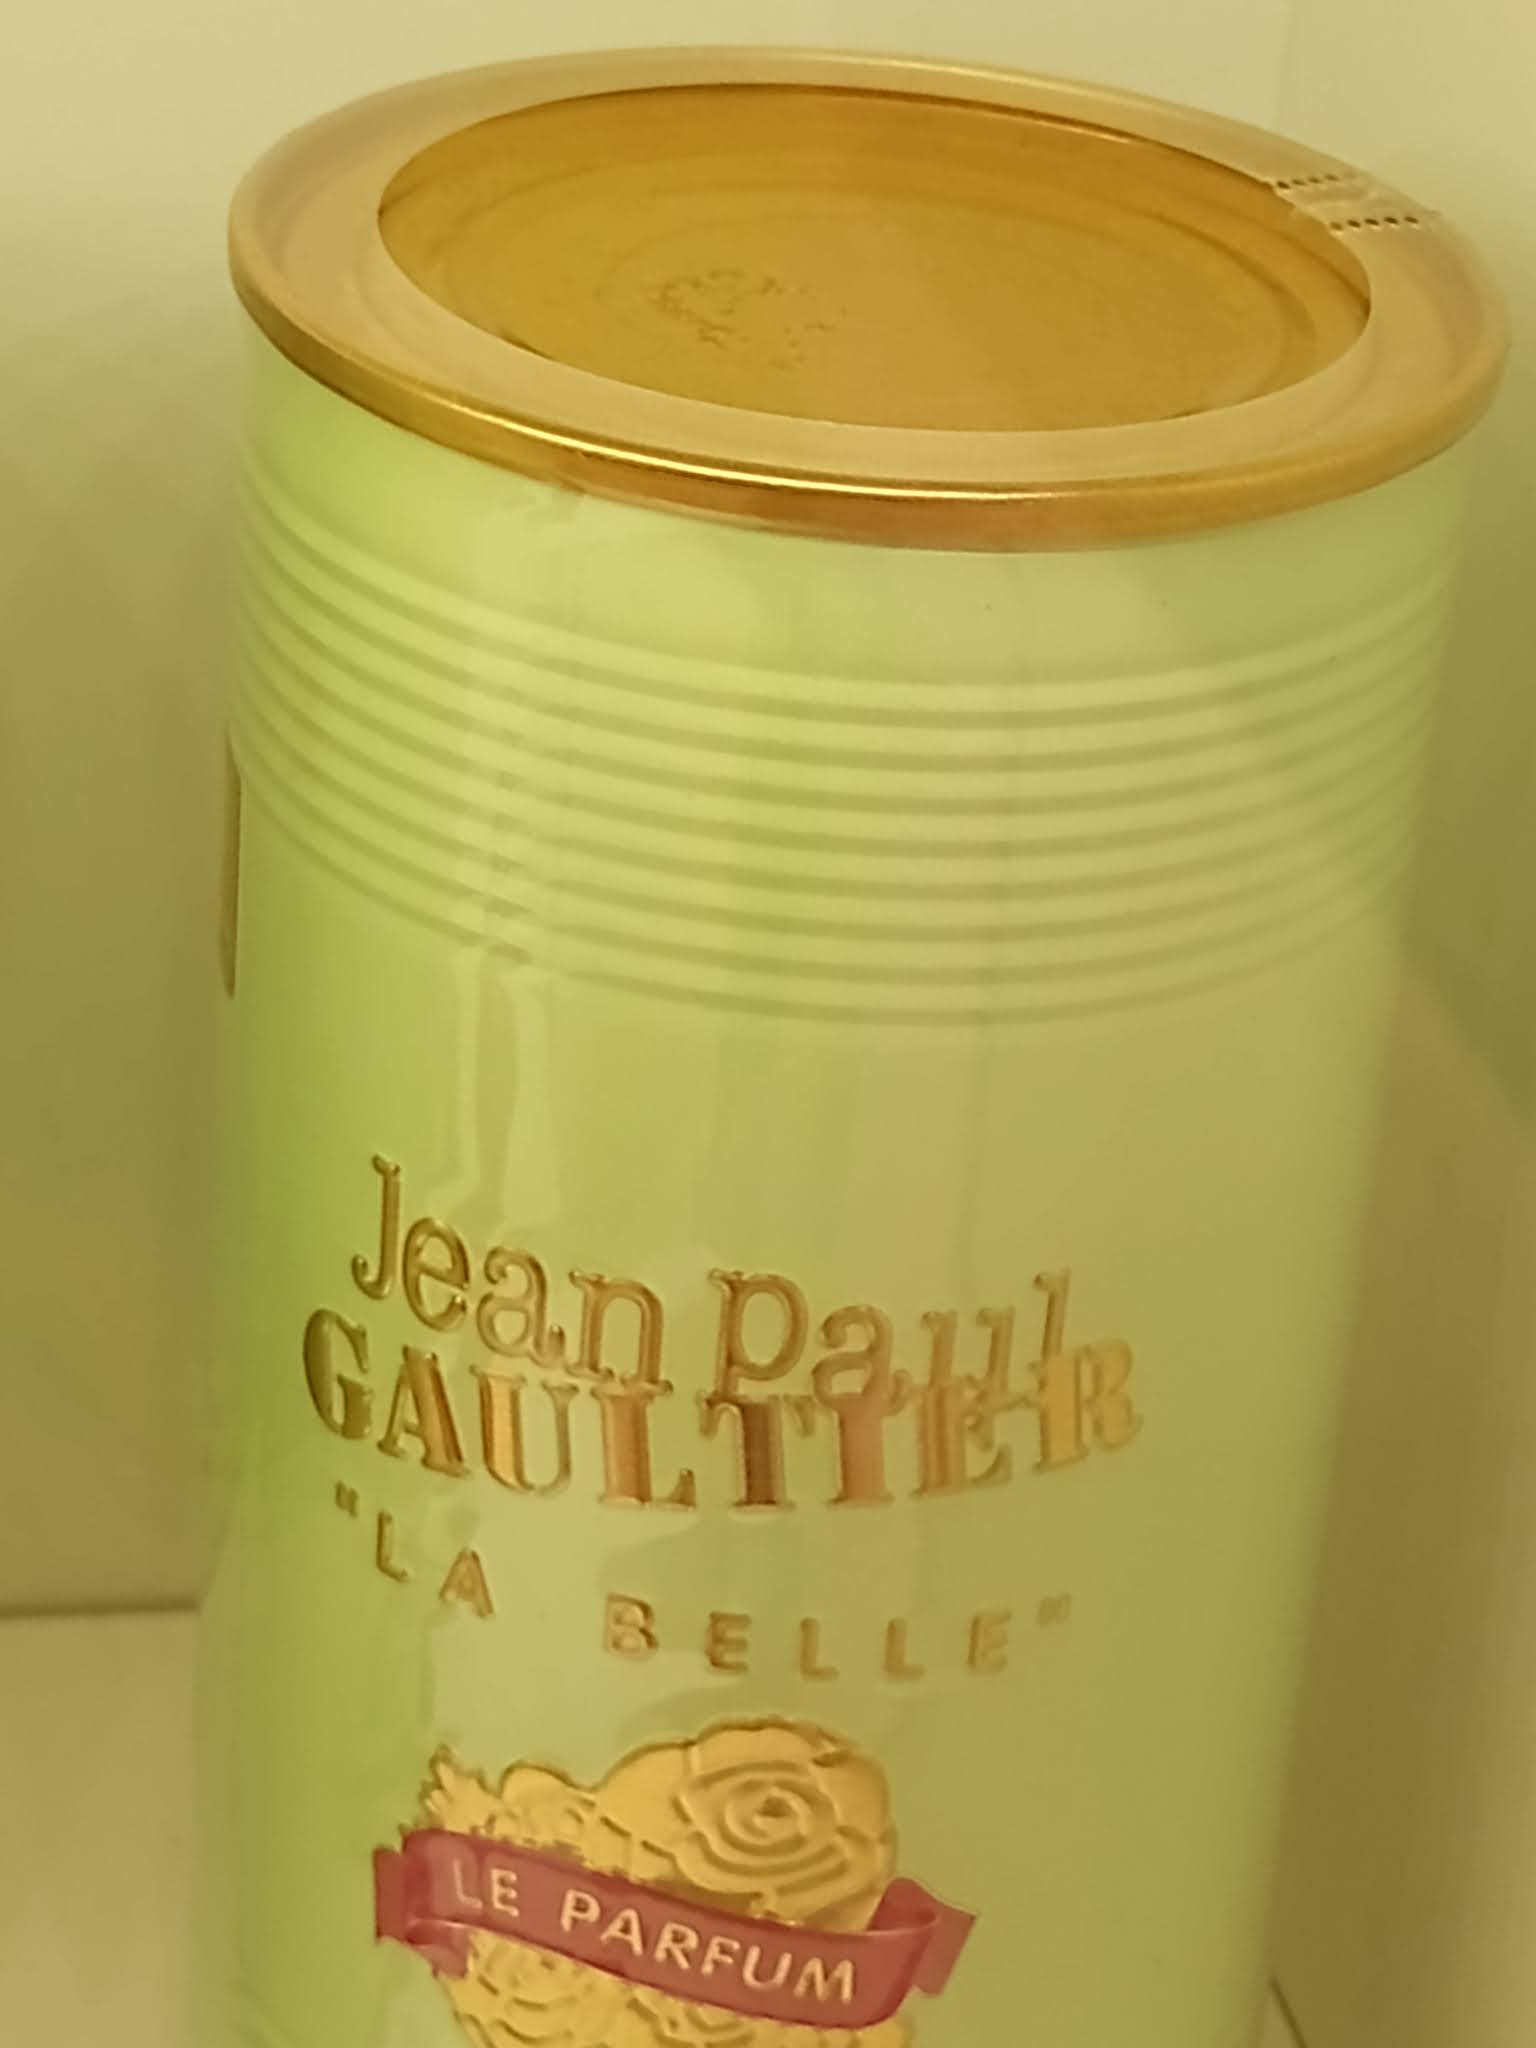 Jean Paul
GAULTIER
"LA BELLE"
LE PARFUM